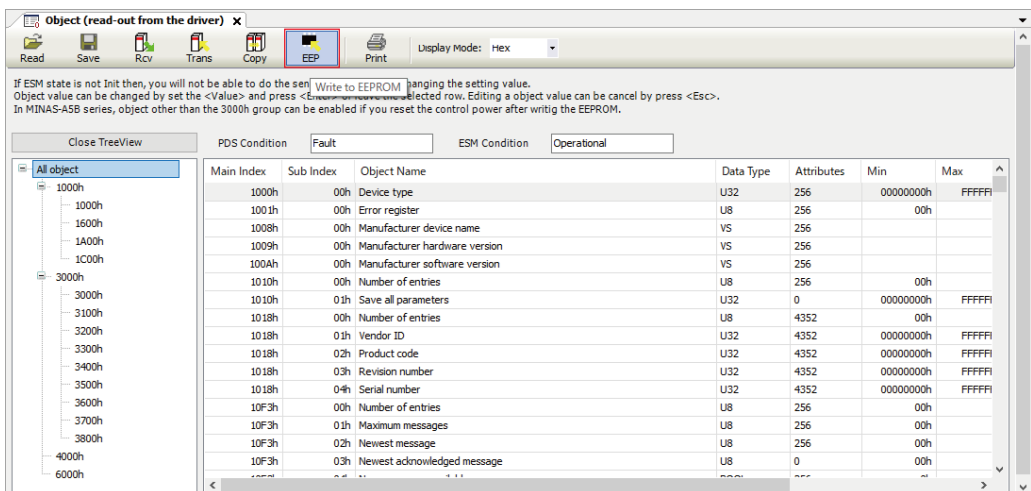 Object (read-out from the driver) x
Read Save Rcv Trans Copy EEP Print Display Mode: Hex
If ESM state is not Init then, you will not be able to do the sen hanging the setting value.
Write to EEPROM
Object value can be changed by set the <Value> and press <Enter> or leave the selected row. Editing a object value can be cancel by press <Esc>.
In MINAS-A5B series, object other than the 3000h group can be enabled if you reset the control power after writig the EEPROM.
Close TreeView PDS Condition Fault ESM Condition Operational
All object
1000h
1000h
1600h
1A00h
1C00h
3000h
3000h
3100h
3200h
3300h
3400h
3500h
3600h
3700h
3800h
4000h
6000h
Main Index Sub Index Object Name Data Type Attributes Min Max
1000h 00h Device type U32 256 00000000h FFFFF
1001h 00h Error register U8 256 00h
1008h 00h Manufacturer device name VS 256
1009h 00h Manufacturer hardware version VS 256
100Ah 00h Manufacturer software version VS 256
1010h 00h Number of entries U8 256 00h
1010h 01h Save all parameters U32 0 00000000h FFFFF
1018h 00h Number of entries U8 4352 00h
1018h 01h Vendor ID U32 4352 00000000h FFFFF
1018h 02h Product code U32 4352 00000000h FFFFF
1018h 03h Revision number U32 4352 00000000h FFFFF
1018h 04h Serial number U32 4352 00000000h FFFFF
10F3h 00h Number of entries U8 256 00h
10F3h 01h Maximum messages U8 256 00h
10F3h 02h Newest message U8 256 00h
10F3h 03h Newest acknowledged message U8 0 00h